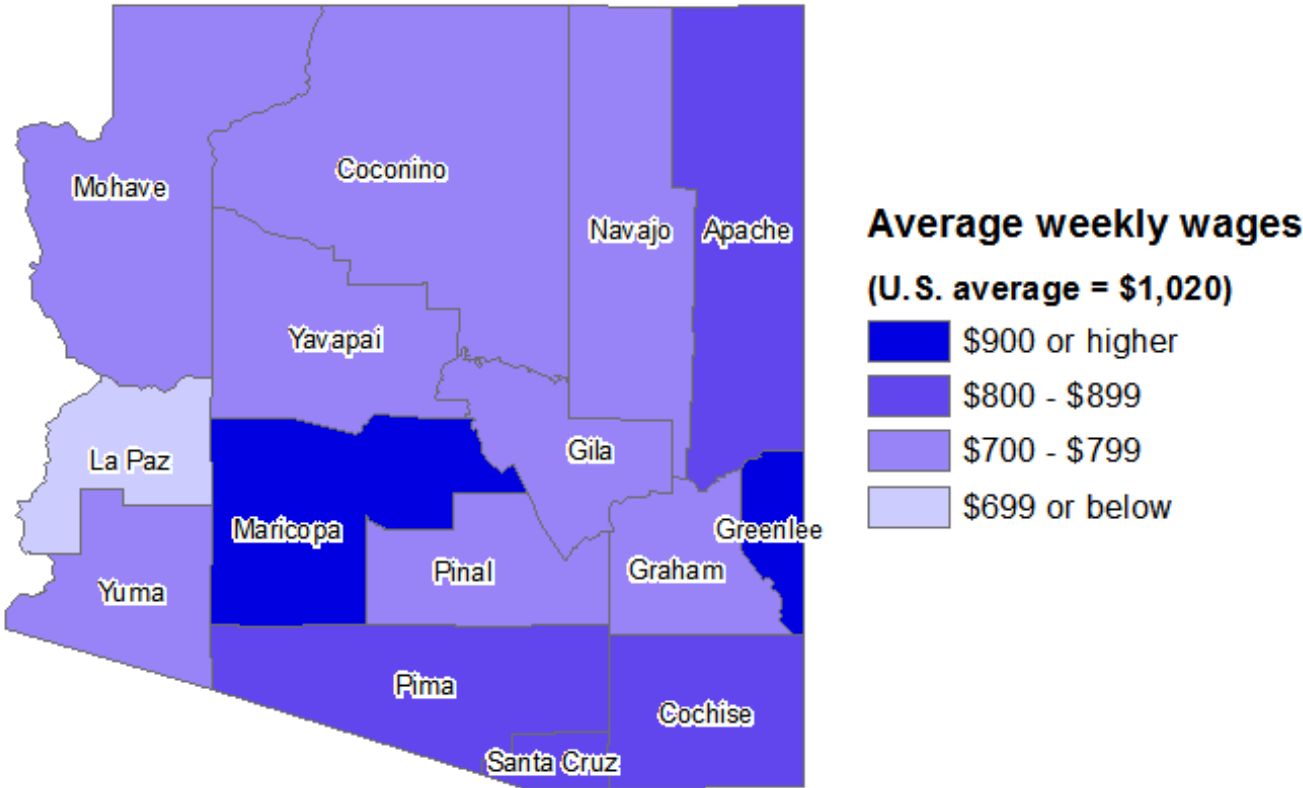 Coconino
Mohave
Navajo
Apache
Yavapai
La Paz
Gila
Maricopa
Greenlee
Pinal
Graham
Yuma
Pima
Cochise
Santa Cruz
Average weekly wages
(U.S. average = $1,020)
$900 or higher
$800 - $899
$700 - $799
$699 or below